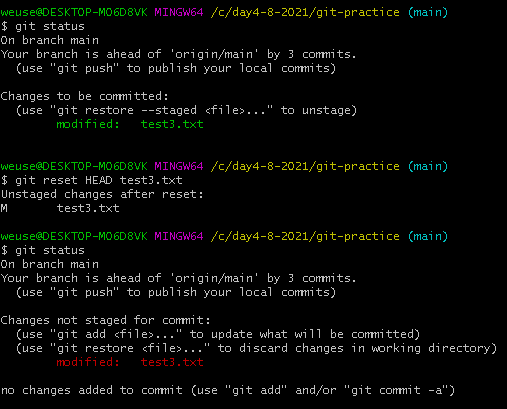 weuse@DESKTOP-MO6D8VK MINGW64 /c/day4-8-2021/git-practice (main)
$ git status
On branch main
Your branch is ahead of 'origin/main' by 3 commits.
  (use "git push" to publish your local commits)

Changes to be committed:
  (use "git restore --staged <file>..." to unstage)
        modified:   test3.txt


weuse@DESKTOP-MO6D8VK MINGW64 /c/day4-8-2021/git-practice (main)
$ git reset HEAD test3.txt
Unstaged changes after reset:
M       test3.txt

weuse@DESKTOP-MO6D8VK MINGW64 /c/day4-8-2021/git-practice (main)
$ git status
On branch main
Your branch is ahead of 'origin/main' by 3 commits.
  (use "git push" to publish your local commits)

Changes not staged for commit:
  (use "git add <file>..." to update what will be committed)
  (use "git restore <file>..." to discard changes in working directory)
        modified:   test3.txt

no changes added to commit (use "git add" and/or "git commit -a")